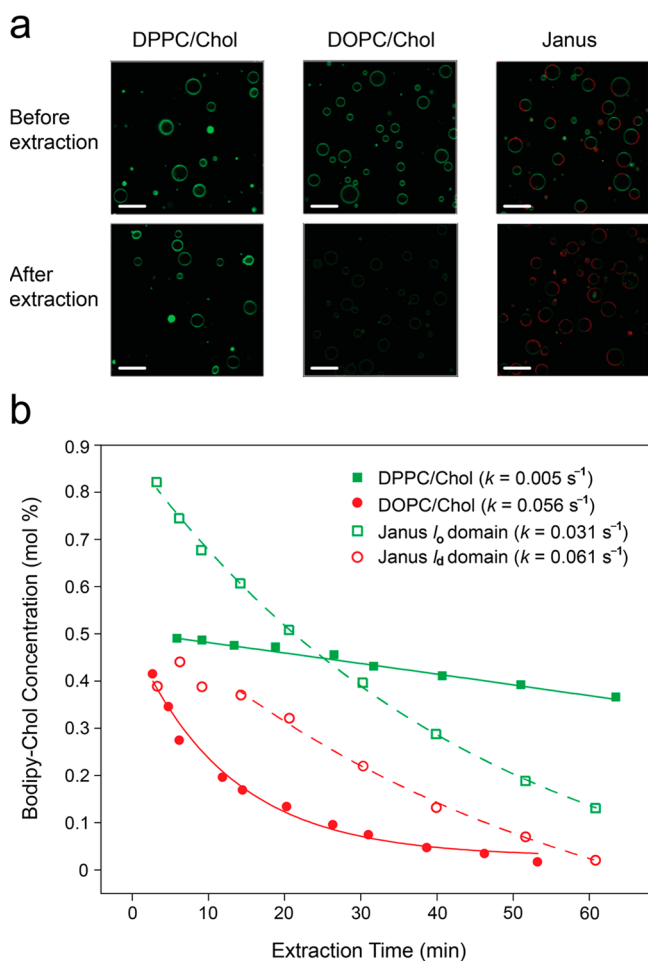 a
DPPC/Chol DOPC/Chol Janus
Before
extraction
After
extraction
b
0.9
0.8
0.7
0.6
0.5
0.4
0.3
0.2
0.1
0
Bodipy-Chol Concentration (mol %)
DPPC/Chol (k = 0.005 s⁻¹)
DOPC/Chol (k = 0.056 s⁻¹)
Janus lo domain (k = 0.031 s⁻¹)
Janus ld domain (k = 0.061 s⁻¹)
0 10 20 30 40 50 60
Extraction Time (min)